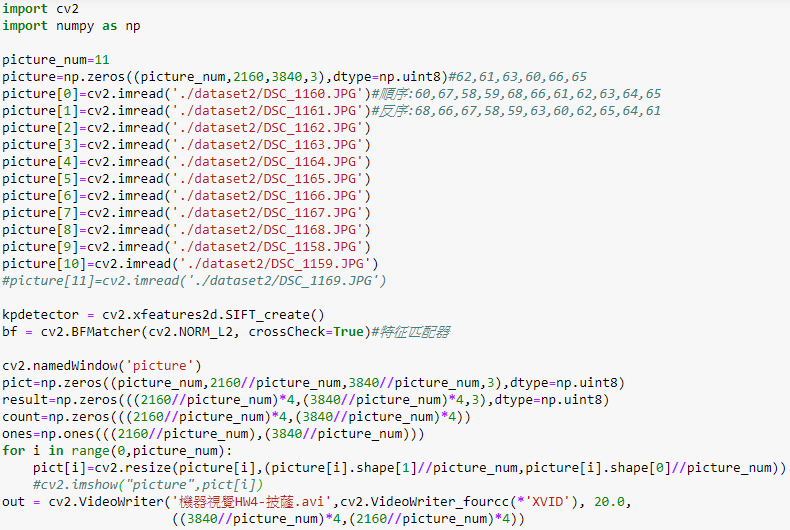 import cv2
import numpy as np
picture_num=11
picture=np.zeros((picture_num,2160,3840,3),dtype=np.uint8)#62,61,63,60,66,65
picture[0]=cv2.imread('./dataset2/DSC_1160.JPG')#順序:60,67,58,59,68,66,61,62,63,64,65
picture[1]=cv2.imread('./dataset2/DSC_1161.JPG')#反序:68,66,67,58,59,63,60,62,65,64,61
picture[2]=cv2.imread('./dataset2/DSC_1162.JPG')
picture[3]=cv2.imread('./dataset2/DSC_1163.JPG')
picture[4]=cv2.imread('./dataset2/DSC_1164.JPG')
picture[5]=cv2.imread('./dataset2/DSC_1165.JPG')
picture[6]=cv2.imread('./dataset2/DSC_1166.JPG')
picture[7]=cv2.imread('./dataset2/DSC_1167.JPG')
picture[8]=cv2.imread('./dataset2/DSC_1168.JPG')
picture[9]=cv2.imread('./dataset2/DSC_1158.JPG')
picture[10]=cv2.imread('./dataset2/DSC_1159.JPG')
#picture[11]=cv2.imread('./dataset2/DSC_1169.JPG')
kpdetector = cv2.xfeatures2d.SIFT_create()
bf = cv2.BFMatcher(cv2.NORM_L2, crossCheck=True)#特征匹配器
cv2.namedWindow('picture')
pict=np.zeros((picture_num,2160//picture_num,3840//picture_num,3),dtype=np.uint8)
result=np.zeros(((2160//picture_num)*4,(3840//picture_num)*4,3),dtype=np.uint8)
count=np.zeros(((2160//picture_num)*4,(3840//picture_num)*4))
ones=np.ones(((2160//picture_num),(3840//picture_num)))
for i in range(0,picture_num):
    pict[i]=cv2.resize(picture[i],(picture[i].shape[1]//picture_num,picture[i].shape[0]//picture_num))
    #cv2.imshow("picture",pict[i])
out = cv2.VideoWriter('機器視覺HW4-披薩.avi',cv2.VideoWriter_fourcc(*'XVID'), 20.0,
                      ((3840//picture_num)*4,(2160//picture_num)*4))